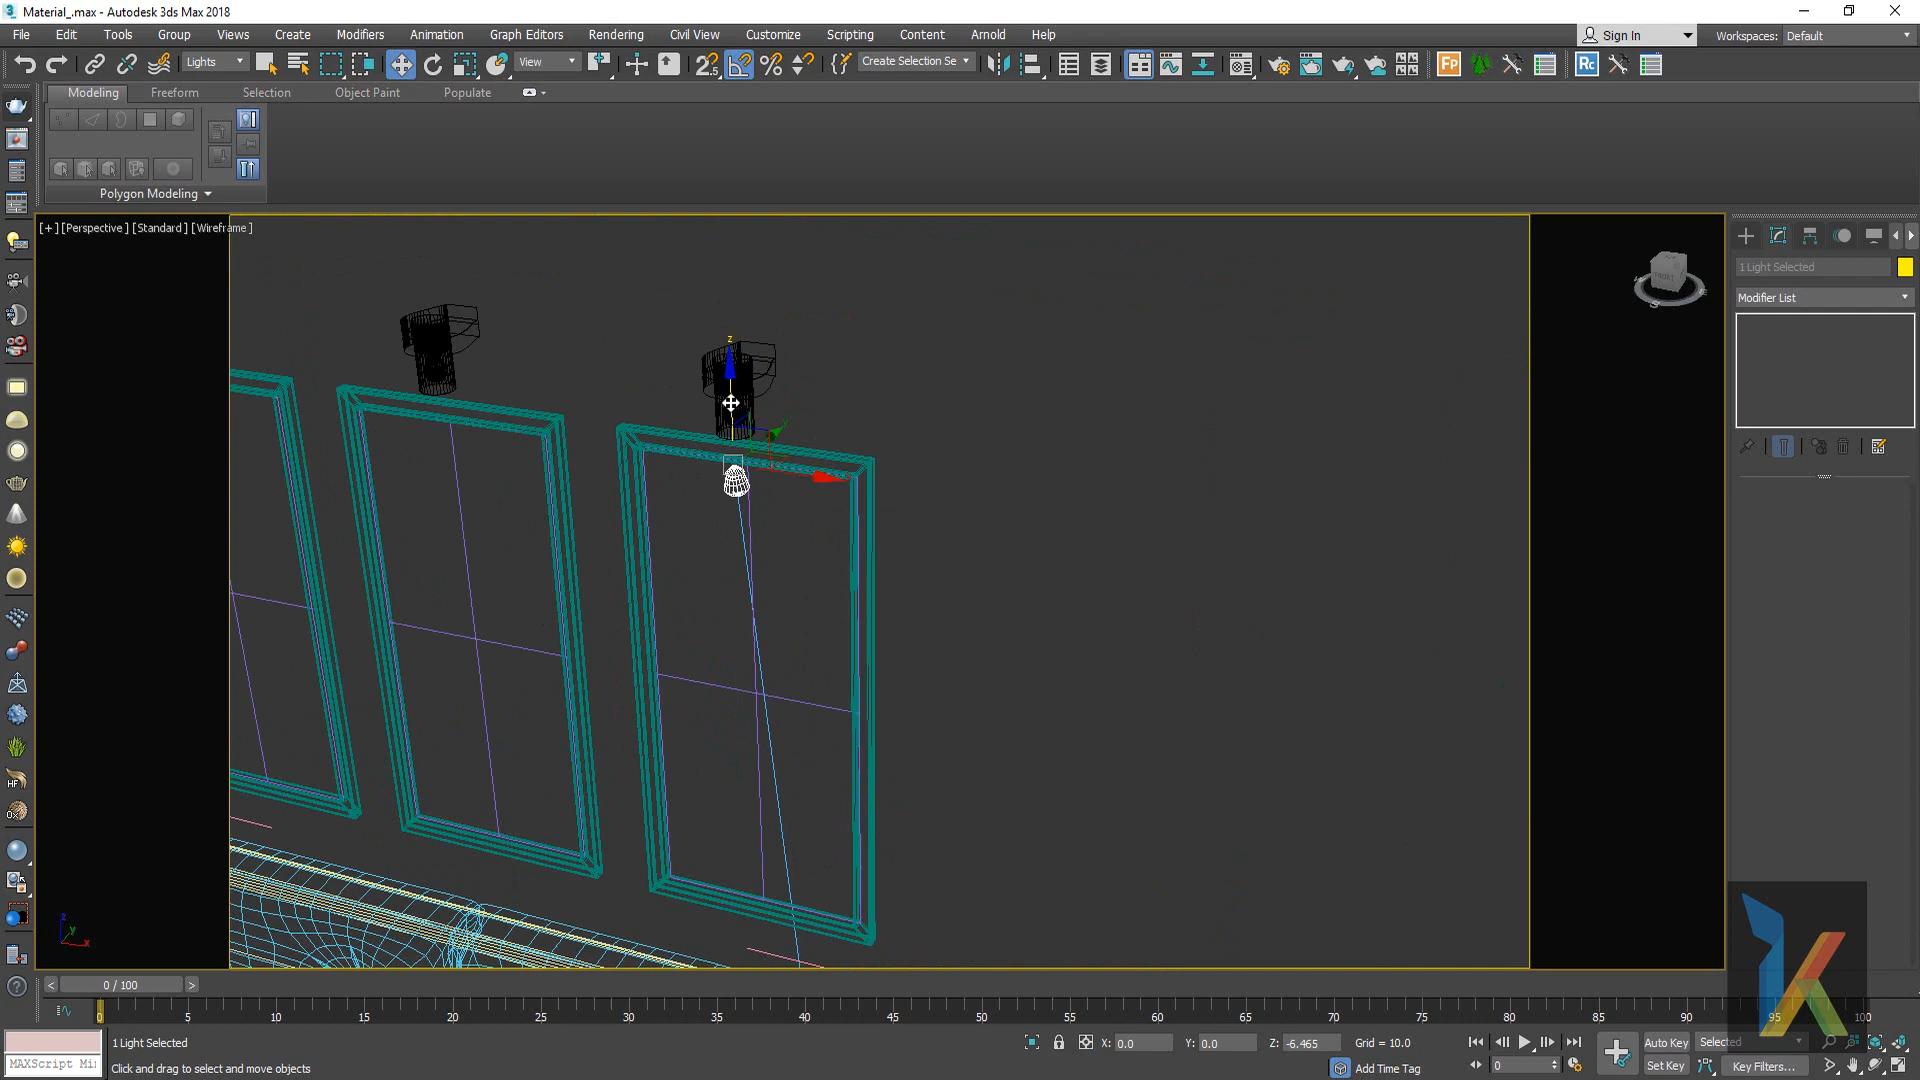 Material_.max - Autodesk 3ds Max 2018
File Edit Tools Group Views Create Modifiers Animation Graph Editors Rendering Civil View Customize Scripting Content Arnold Help
Sign In
Workspaces: Default
Lights View Create Selection Se
Fp Rc
Modeling Freeform Selection Object Paint Populate
Polygon Modeling
[+] [Perspective ] [Standard ] [Wireframe ]
1 Light Selected
Modifier List
FRONT
z
z
y
x
0 / 100
0 5 10 15 20 25 30 35 40 45 50 55 60 65 70 75 80 85 90 95 100
1 Light Selected
X: 0.0 Y: 0.0 Z: -6.465 Grid = 10.0
Auto Key Selected
MAXScript Mi
Click and drag to select and move objects
Add Time Tag
0
Set Key Key Filters...